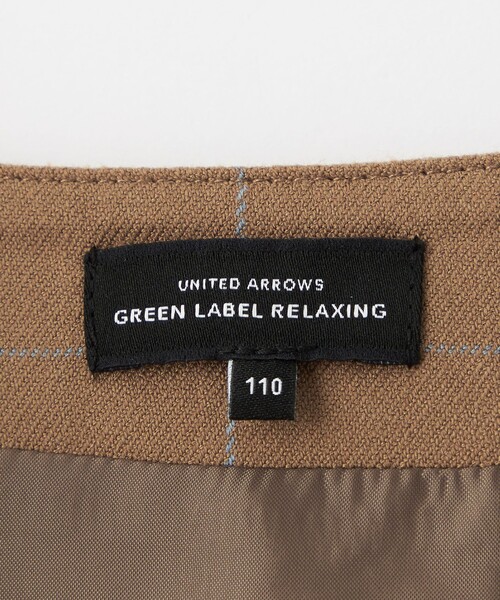 UNITED ARROWS
GREEN LABEL RELAXING
110